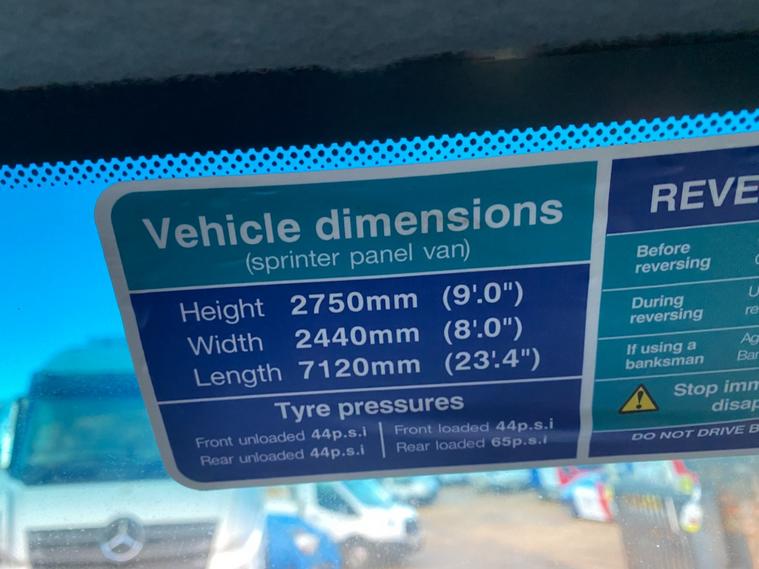 Vehicle dimensions
(sprinter panel van)
Height 2750mm (9'.0")
Width 2440mm (8'.0")
Length 7120mm (23'.4")
Tyre pressures
Front unloaded 44p.s.i
Rear unloaded 44p.s.i
Front loaded 44p.s.i
Rear loaded 65p.s.i
REVE
Before
reversing
During
reversing
If using a
banksman
Stop imm
disap
DO NOT DRIVE B